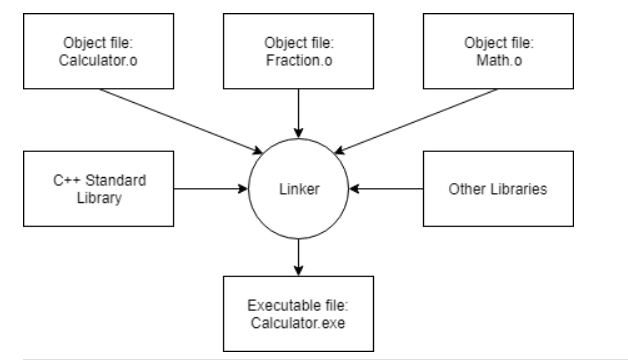 Object file:
Calculator.o
Object file:
Fraction.o
Object file:
Math.o
C++ Standard
Library
Linker
Other Libraries
Executable file:
Calculator.exe